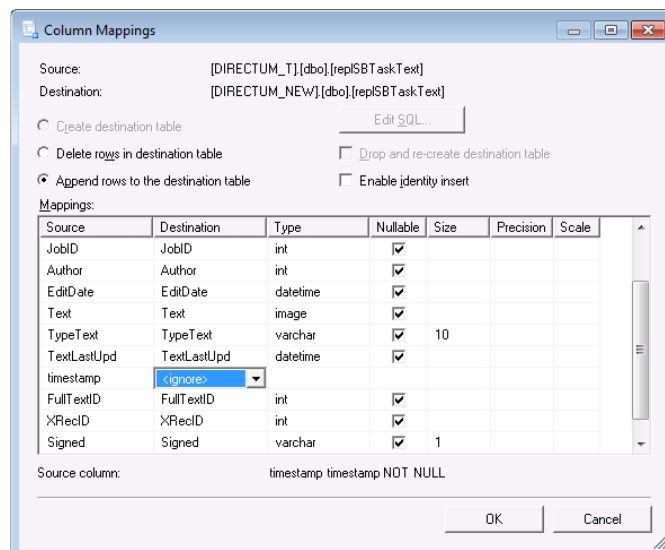 Column Mappings
Source: [DIRECTUM_T].[dbo].[replSBTaskText]
Destination: [DIRECTUM_NEW].[dbo].[replSBTaskText]
Create destination table Edit SQL...
Delete rows in destination table Drop and re-create destination table
Append rows to the destination table Enable identity insert
Mappings:
Source Destination Type Nullable Size Precision Scale
JobID JobID int
Author Author int
EditDate EditDate datetime
Text Text image
TypeText TypeText varchar 10
TextLastUpd TextLastUpd datetime
timestamp <ignore>
FullTextID FullTextID int
XRecID XRecID int
Signed Signed varchar 1
Source column: timestamp timestamp NOT NULL
OK Cancel